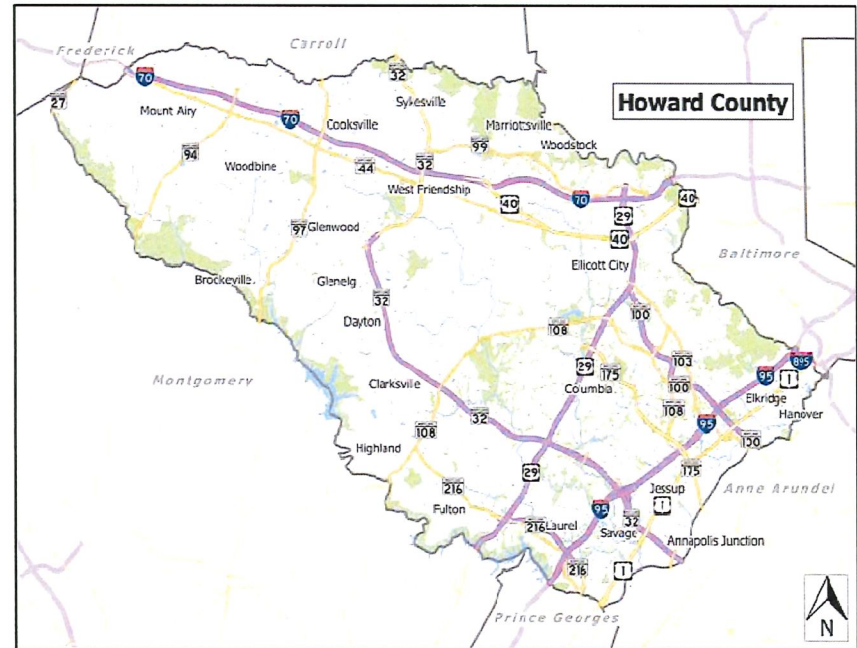 Carroll
Frederick
70
32
27
Sykesville
Howard County
Mount Airy
70
Cooksville
Marriottsville
99
Woodstock
94
Woodbine
144
32
West Friendship
70
40
29
40
97
Glenwood
40
Ellicott City
Baltimore
Brockeville
Glenelg
32
100
Dayton
108
103
895
Montgomery
29
175
95
1
Clarksville
Columbia
100
Elkridge
108
Hanover
32
95
108
100
Highland
175
29
Anne Arundel
216
Jessup
Fulton
95
1
216
Laurel
32
Savage
Annapolis Junction
216
1
Prince Georges
N